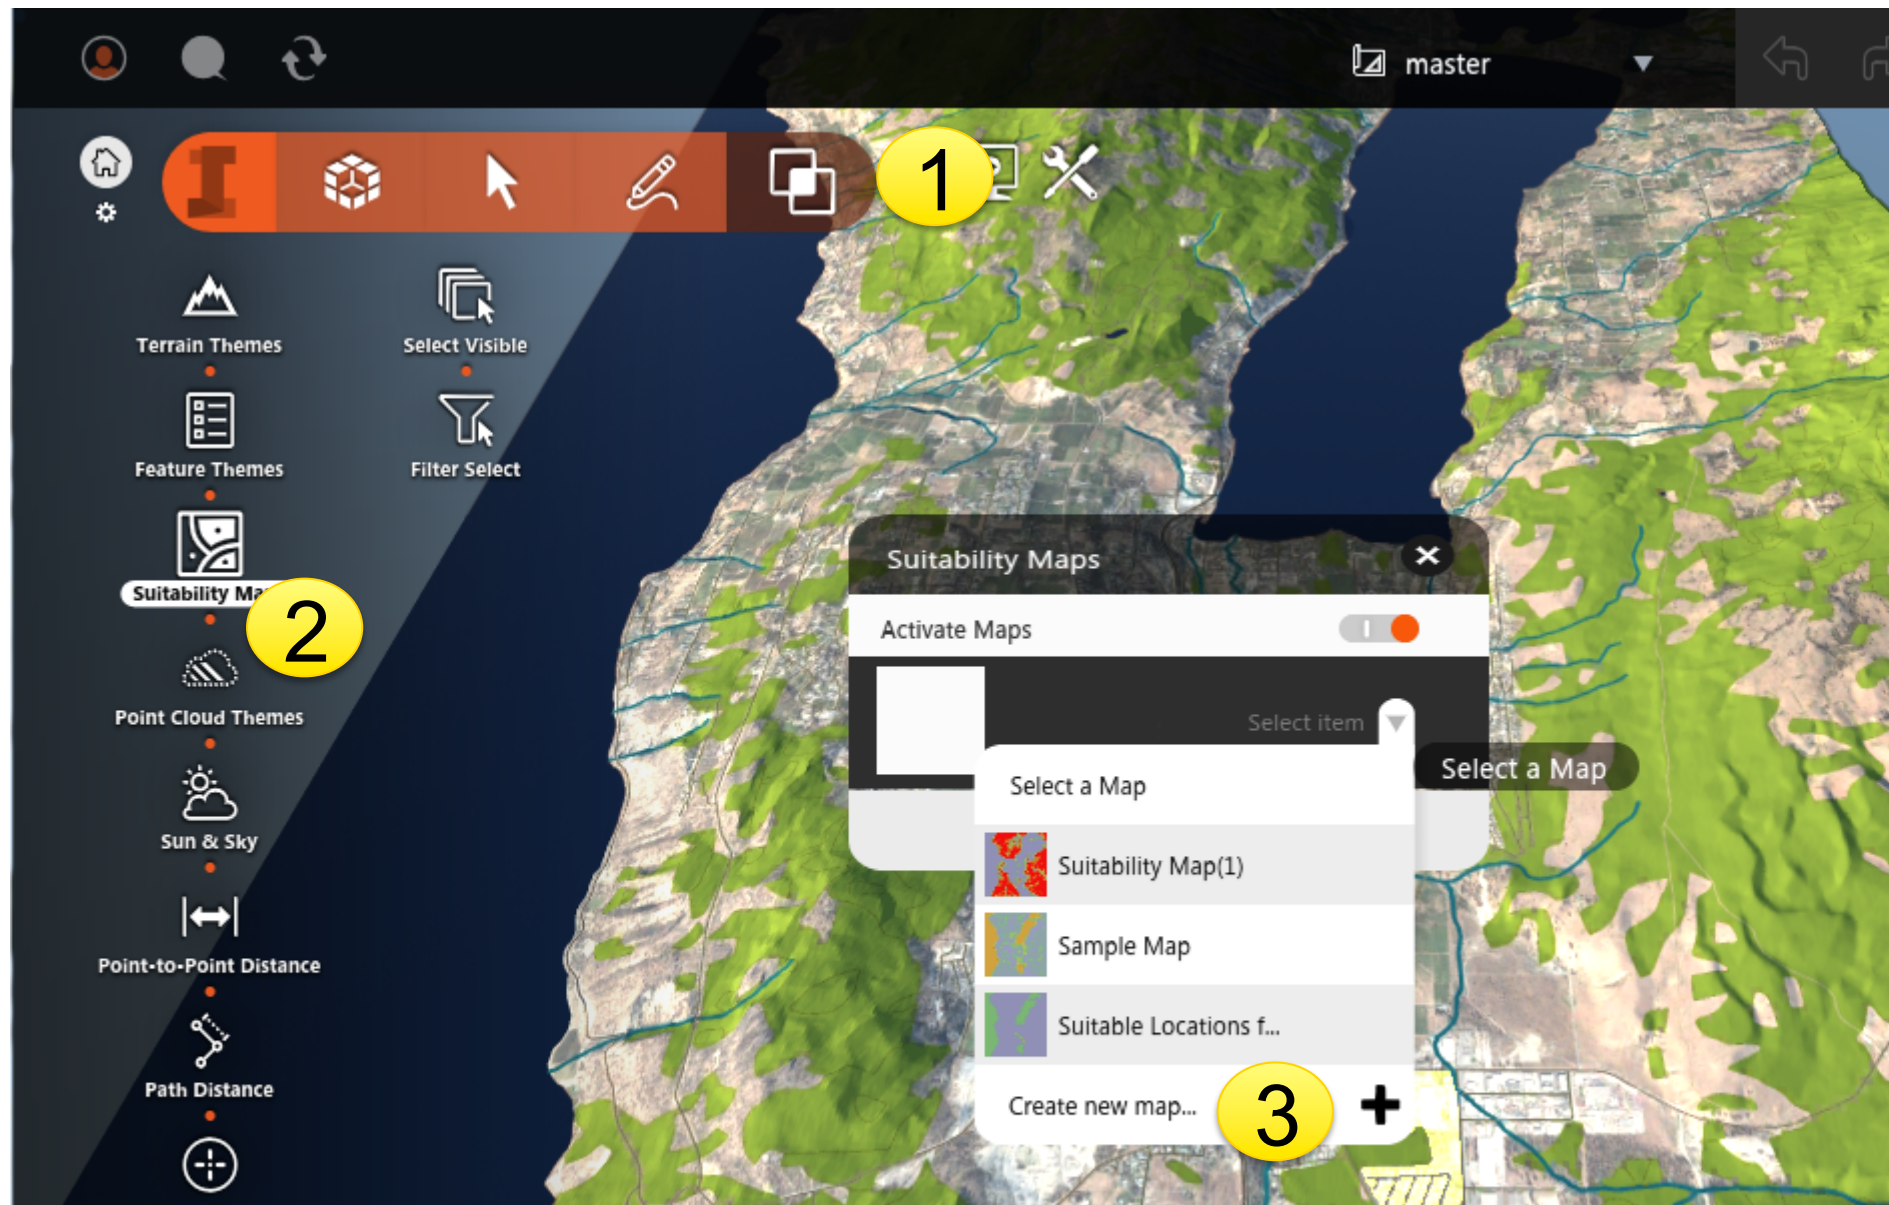 master
1
Terrain Themes
Select Visible
Feature Themes
Filter Select
Suitability Ma
2
Point Cloud Themes
Sun & Sky
Point-to-Point Distance
Path Distance
Suitability Maps
Activate Maps
Select item
Select a Map
Select a Map
Suitability Map(1)
Sample Map
Suitable Locations f...
Create new map...
3